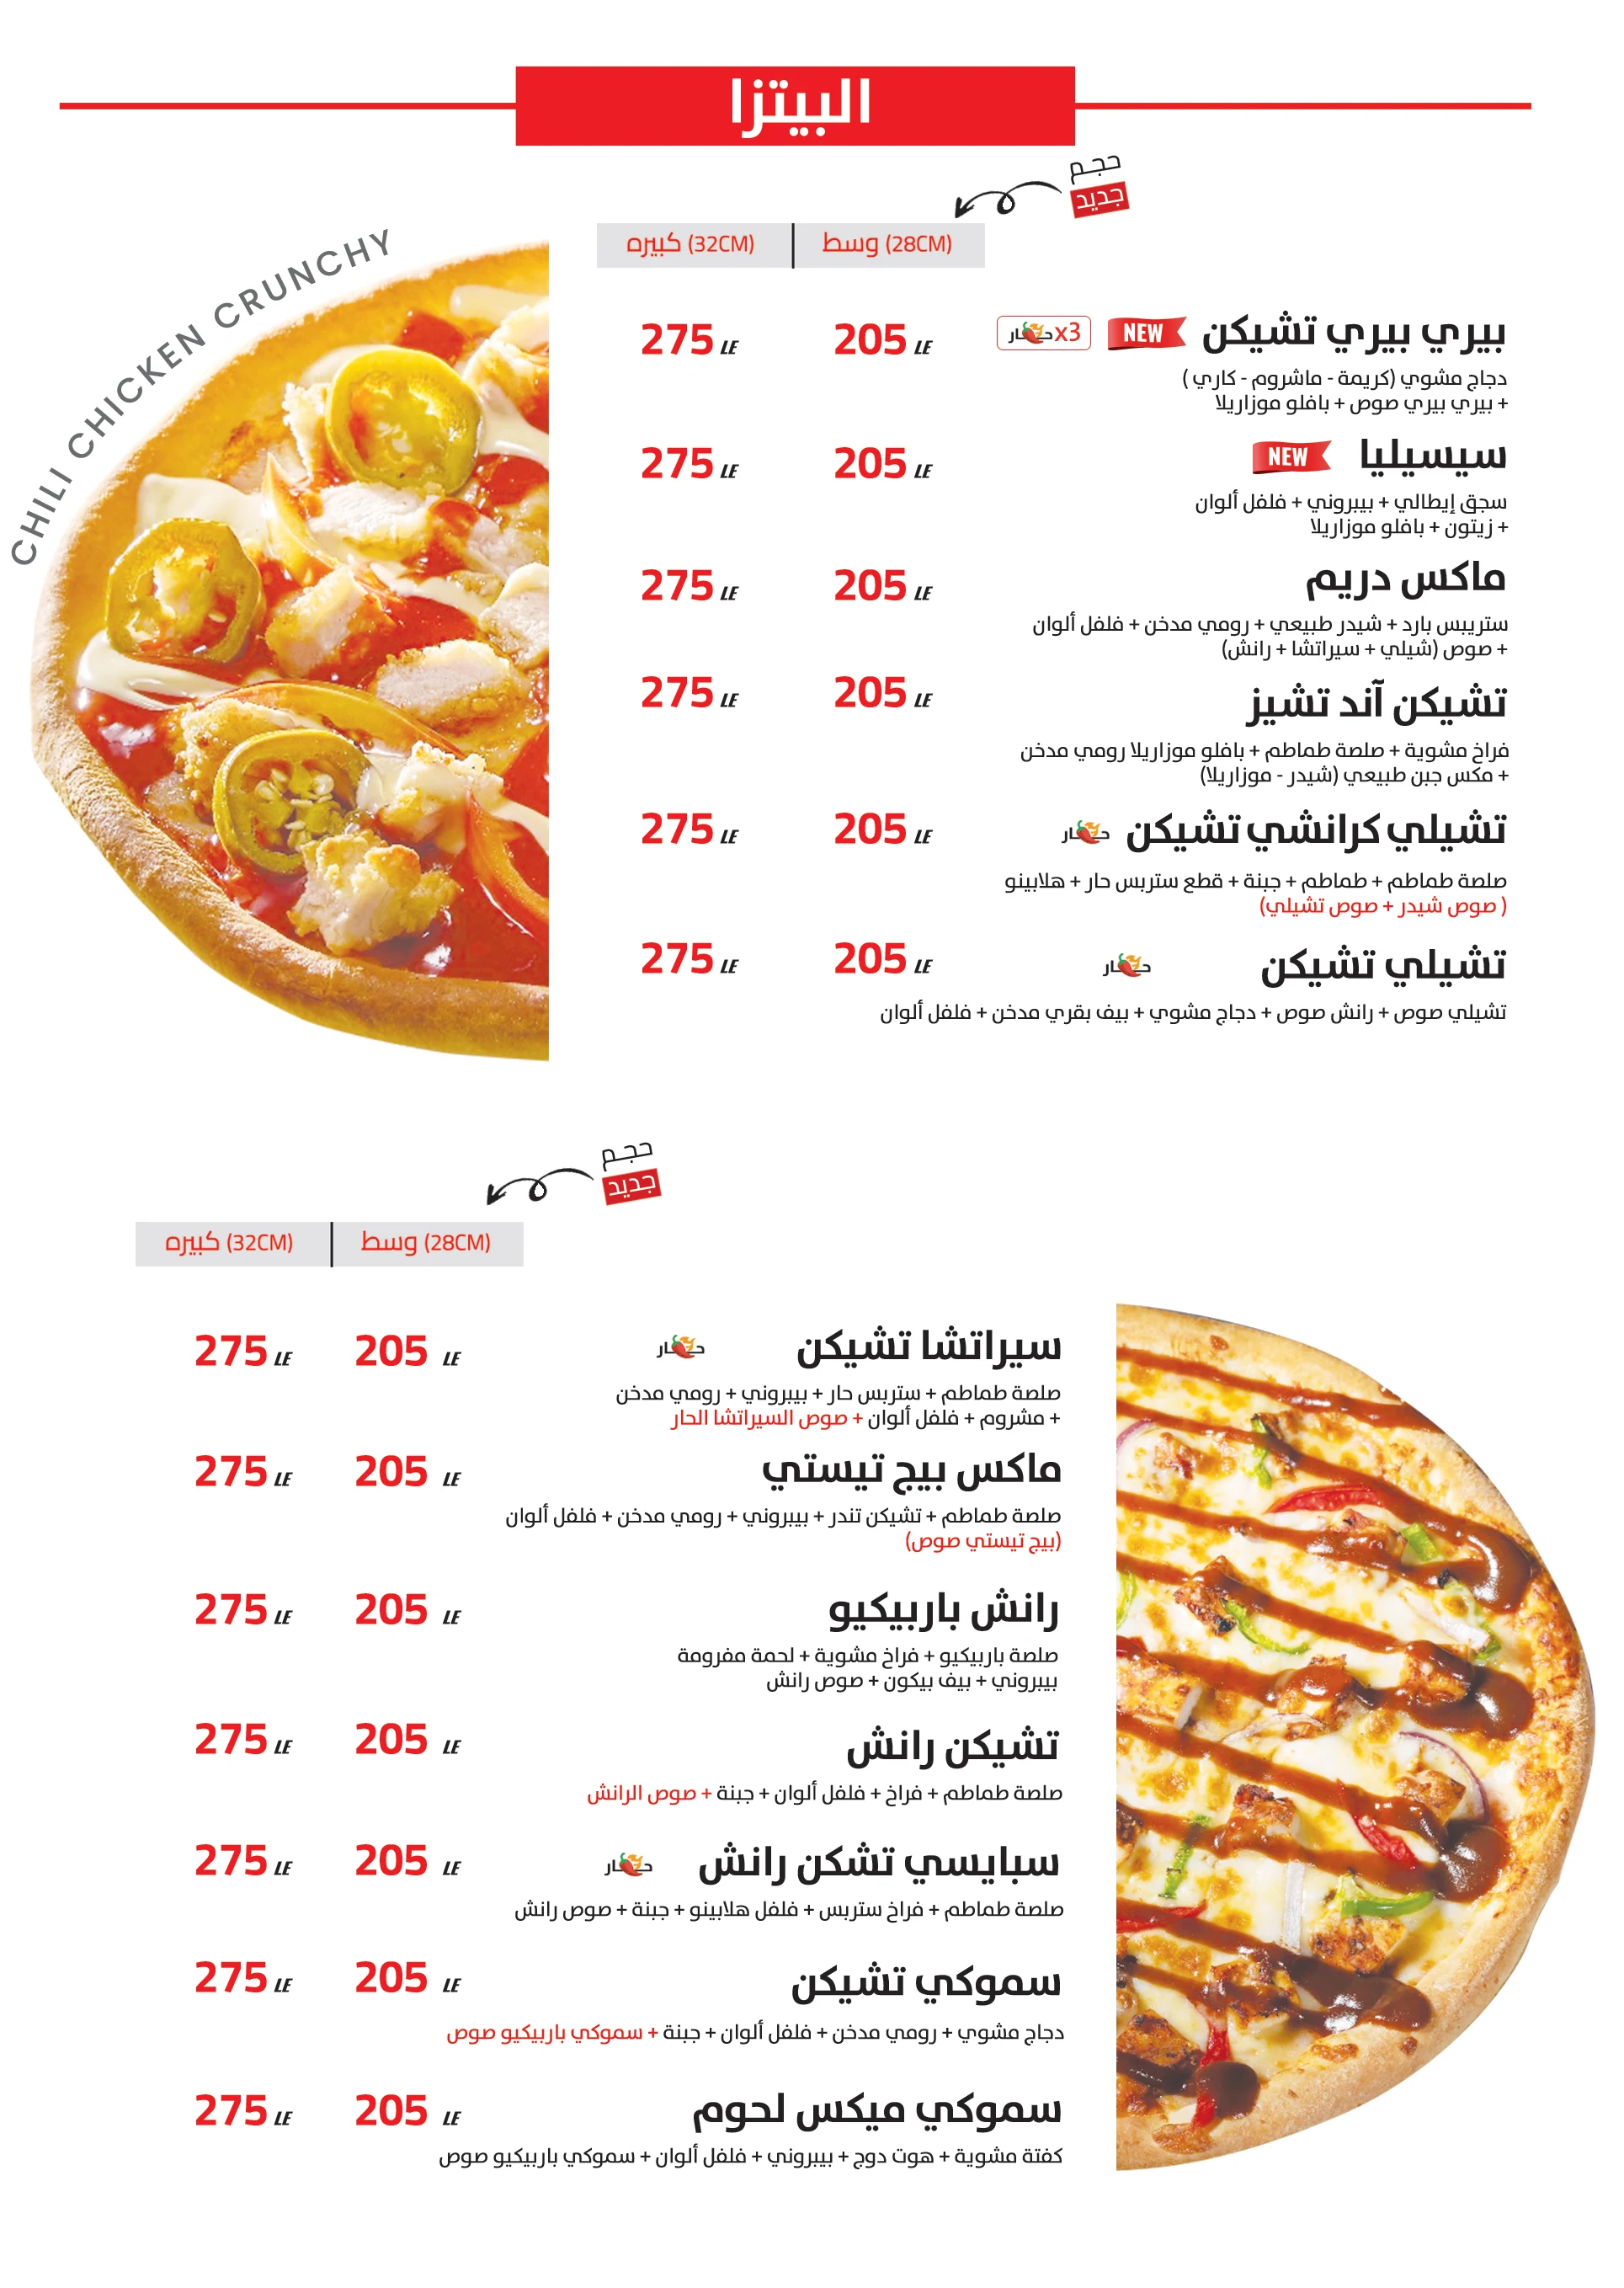 البيتزا
حجم
جديد
وسط (28CM)
كبيره (32CM)
CHILI CHICKEN CRUNCHY
بيري بيري تشيكن NEW حار x3 205 LE 275 LE
دجاج مشوي (كريمة - ماشروم - كاري )
+ بيري بيري صوص + بافلو موزاريلا
سيسيليا NEW 205 LE 275 LE
سجق إيطالي + بيبروني + فلفل ألوان
+ زيتون + بافلو موزاريلا
ماكس دريم 205 LE 275 LE
ستريبس بارد + شيدر طبيعي + رومي مدخن + فلفل ألوان
+ صوص (شيلي + سيراتشا + رانش)
تشيكن آند تشيز 205 LE 275 LE
فراخ مشوية + صلصة طماطم + بافلو موزاريلا رومي مدخن
+ مكس جبن طبيعي (شيدر - موزاريلا)
تشيلي كرانشي تشيكن حار 205 LE 275 LE
صلصة طماطم + طماطم + جبنة + قطع ستربس حار + هلابينو
( صوص شيدر + صوص تشيلي)
تشيلي تشيكن حار 205 LE 275 LE
تشيلي صوص + رانش صوص + دجاج مشوي + بيف بقري مدخن + فلفل ألوان
حجم
جديد
وسط (28CM)
كبيره (32CM)
سيراتشا تشيكن حار 205 LE 275 LE
صلصة طماطم + ستربس حار + بيبروني + رومي مدخن
+ مشروم + فلفل ألوان + صوص السيراتشا الحار
ماكس بيج تيستي 205 LE 275 LE
صلصة طماطم + تشيكن تندر + بيبروني + رومي مدخن + فلفل ألوان
(بيج تيستي صوص)
رانش باربيكيو 205 LE 275 LE
صلصة باربيكيو + فراخ مشوية + لحمة مفرومة
بيبروني + بيف بيكون + صوص رانش
تشيكن رانش 205 LE 275 LE
صلصة طماطم + فراخ + فلفل ألوان + جبنة + صوص الرانش
سبايسي تشكن رانش حار 205 LE 275 LE
صلصة طماطم + فراخ ستربس + فلفل هلابينو + جبنة + صوص رانش
سموكي تشيكن 205 LE 275 LE
دجاج مشوي + رومي مدخن + فلفل ألوان + جبنة + سموكي باربيكيو صوص
سموكي ميكس لحوم 205 LE 275 LE
كفتة مشوية + هوت دوج + بيبروني + فلفل ألوان + سموكي باربيكيو صوص